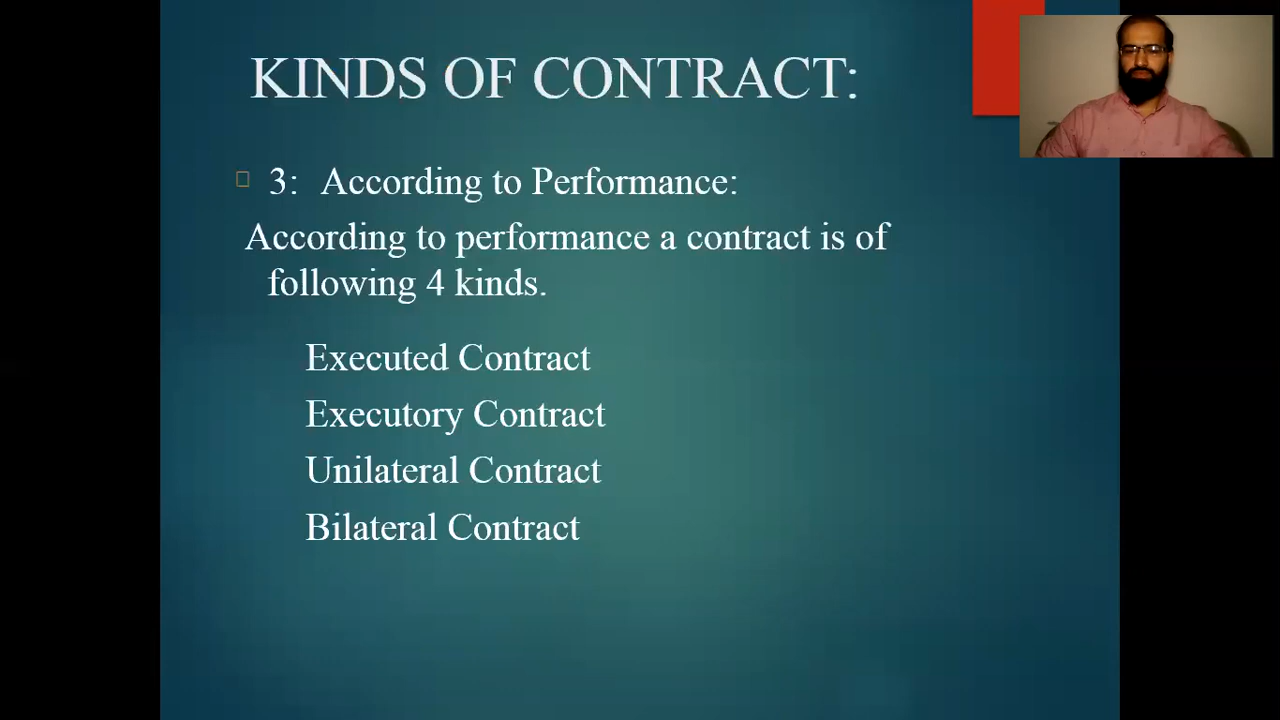 KINDS OF CONTRACT:
3: According to Performance:
According to performance a contract is of
following 4 kinds.
Executed Contract
Executory Contract
Unilateral Contract
Bilateral Contract